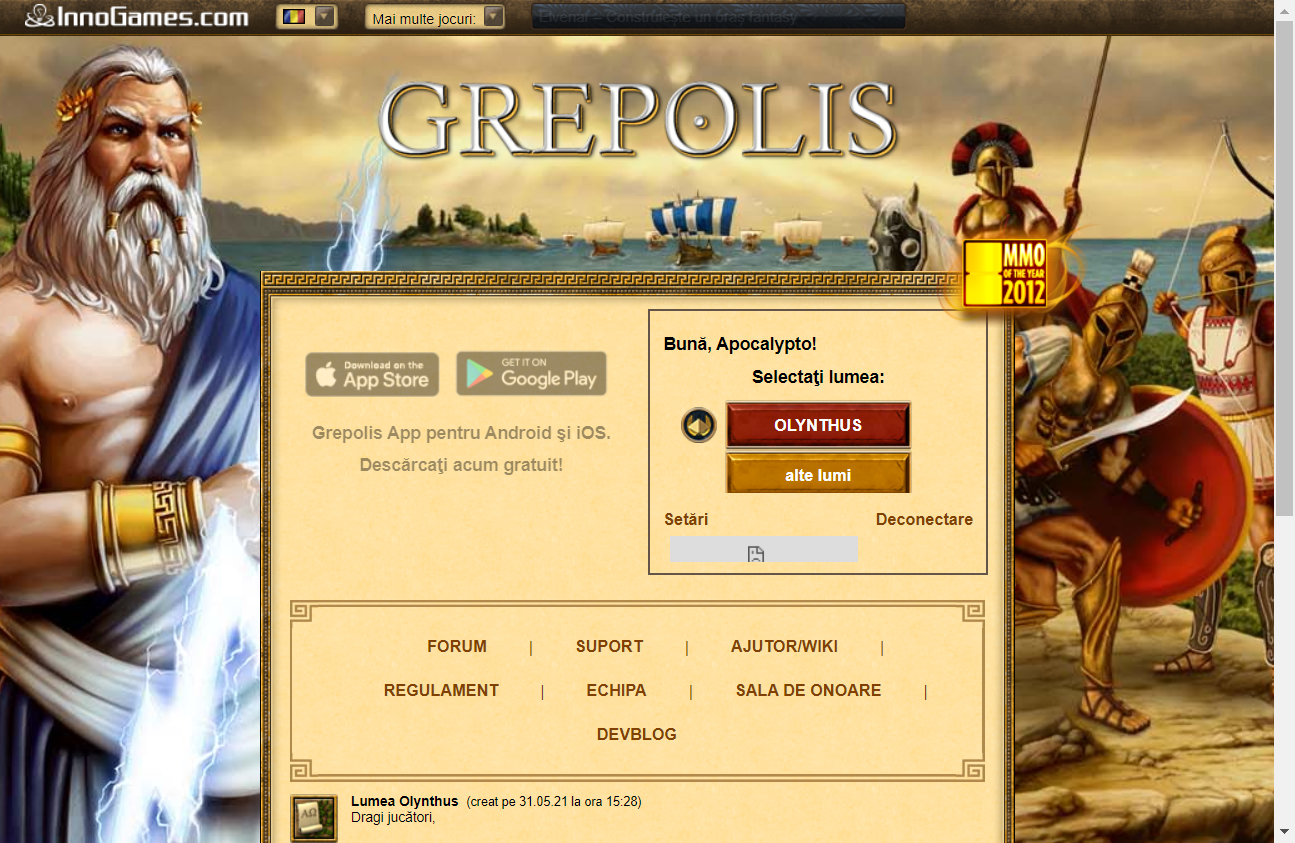 InnoGames.com
Mai multe jocuri:
Elvenar – Construiește un oraș fantasy
GREPOLIS
MMO
OF THE YEAR
2012
Bună, Apocalypto!
Selectaţi lumea:
Download on the
App Store
GET IT ON
Google Play
OLYNTHUS
Grepolis App pentru Android şi iOS.
Descărcaţi acum gratuit!
alte lumi
Setări
Deconectare
FORUM | SUPORT | AJUTOR/WIKI |
REGULAMENT | ECHIPA | SALA DE ONOARE |
DEVBLOG
ΑΩ
Lumea Olynthus (creat pe 31.05.21 la ora 15:28)
Dragi jucători,